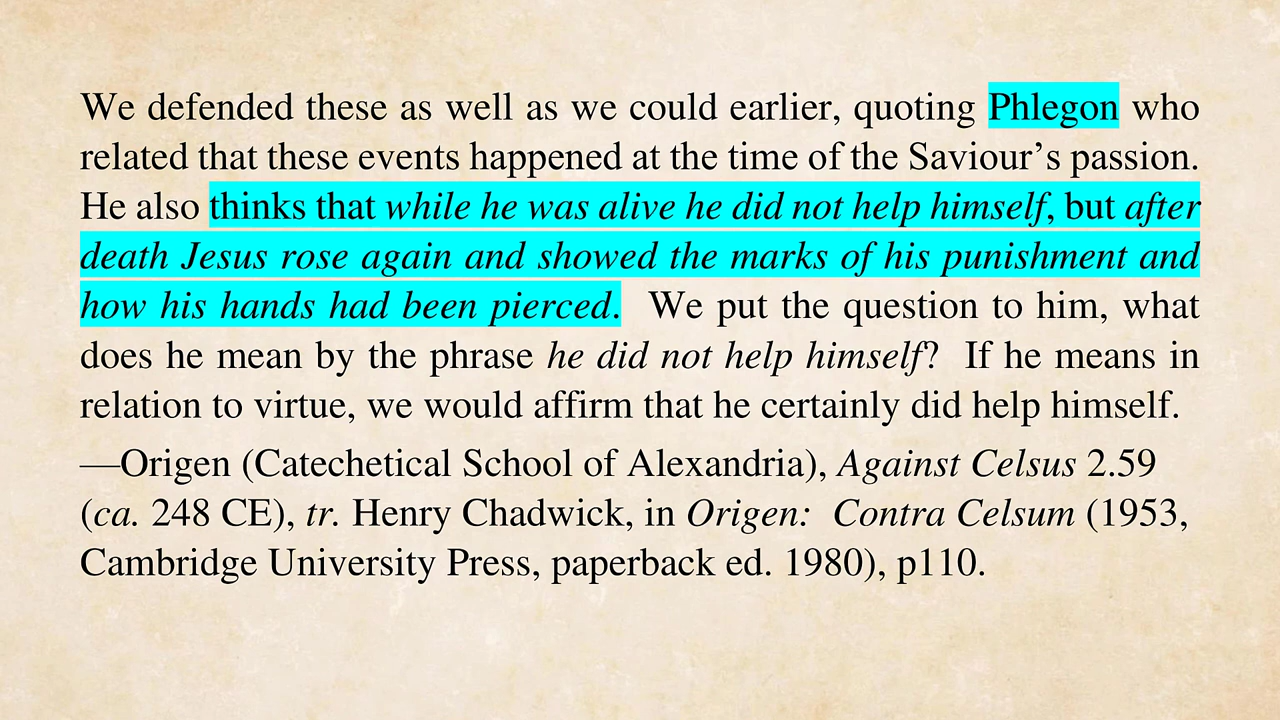 We defended these as well as we could earlier, quoting Phlegon who
related that these events happened at the time of the Saviour’s passion.
He also thinks that while he was alive he did not help himself, but after
death Jesus rose again and showed the marks of his punishment and
how his hands had been pierced.  We put the question to him, what
does he mean by the phrase he did not help himself?  If he means in
relation to virtue, we would affirm that he certainly did help himself.
—Origen (Catechetical School of Alexandria), Against Celsus 2.59
(ca. 248 CE), tr. Henry Chadwick, in Origen:  Contra Celsum (1953,
Cambridge University Press, paperback ed. 1980), p110.